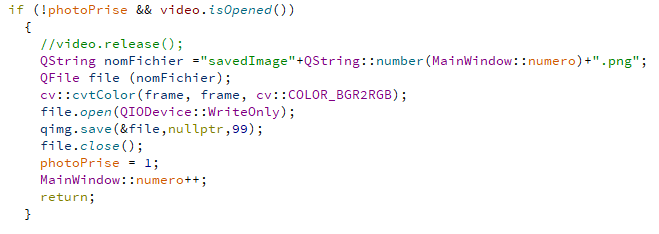 if (!photoPrise && video.isOpened())
{
//video.release();
QString nomFichier ="savedImage"+QString::number(MainWindow::numero)+".png";
QFile file (nomFichier);
cv::cvtColor(frame, frame, cv::COLOR_BGR2RGB);
file.open(QIODevice::WriteOnly);
qimg.save(&file,nullptr,99);
file.close();
photoPrise = 1;
MainWindow::numero++;
return;
}